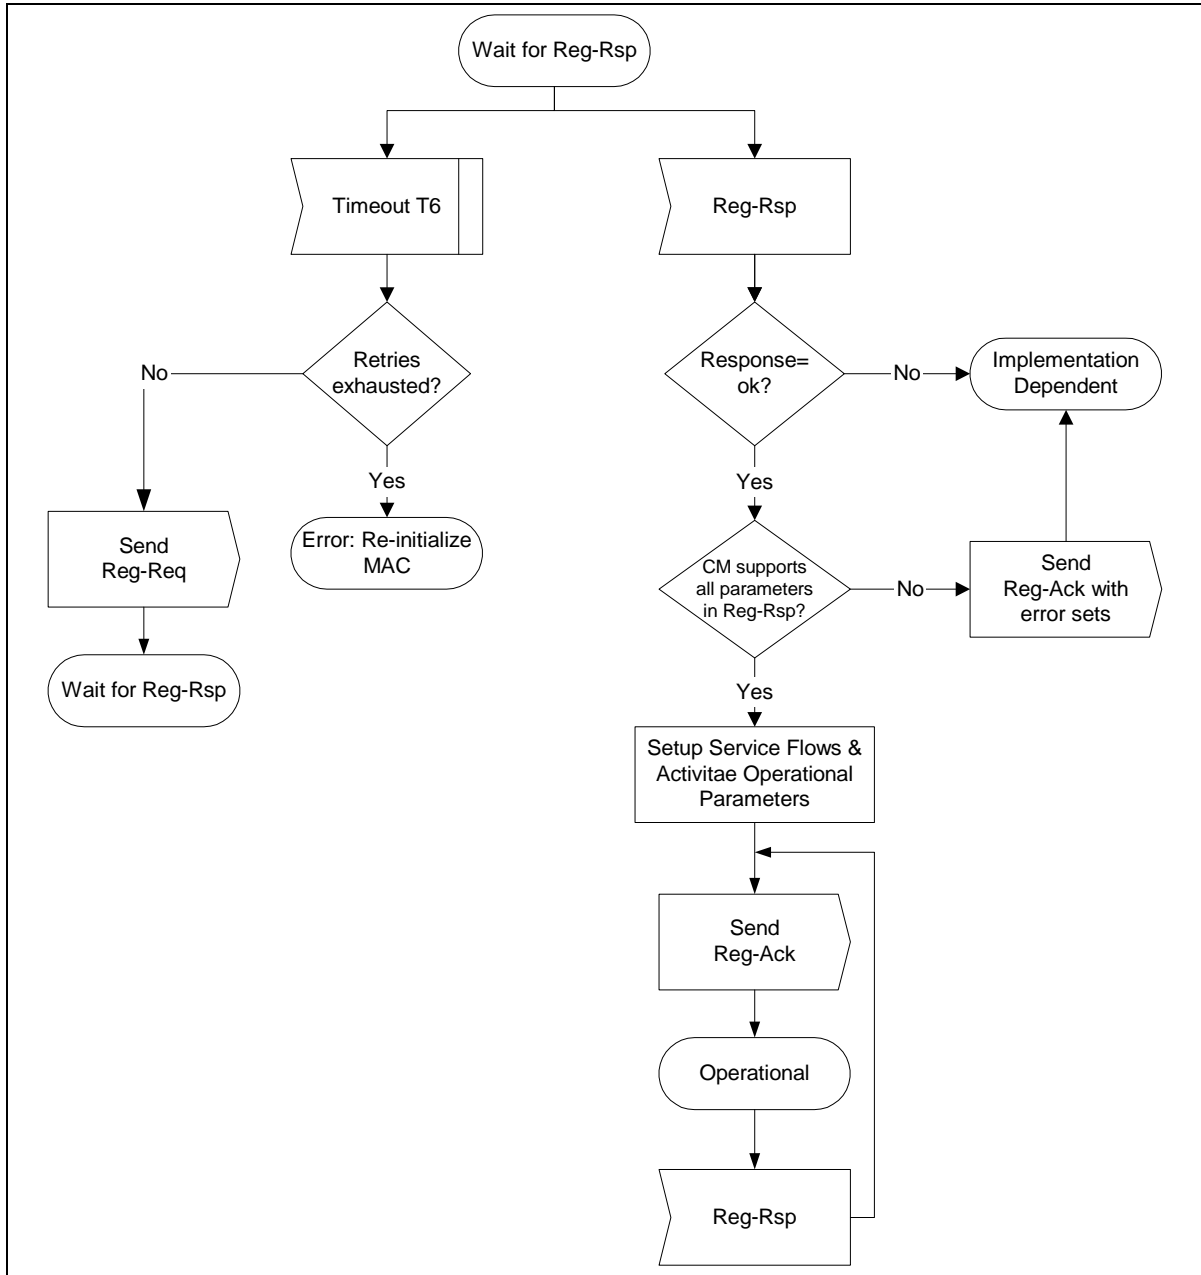 Wait for Reg-Rsp
Timeout T6
Reg-Rsp
Retries
exhausted?
No
Yes
Response=
ok?
No
Implementation
Dependent
Yes
Send
Reg-Req
Error: Re-initialize
MAC
CM supports
all parameters
in Reg-Rsp?
No
Send
Reg-Ack with
error sets
Wait for Reg-Rsp
Yes
Setup Service Flows &
Activitae Operational
Parameters
Send
Reg-Ack
Operational
Reg-Rsp